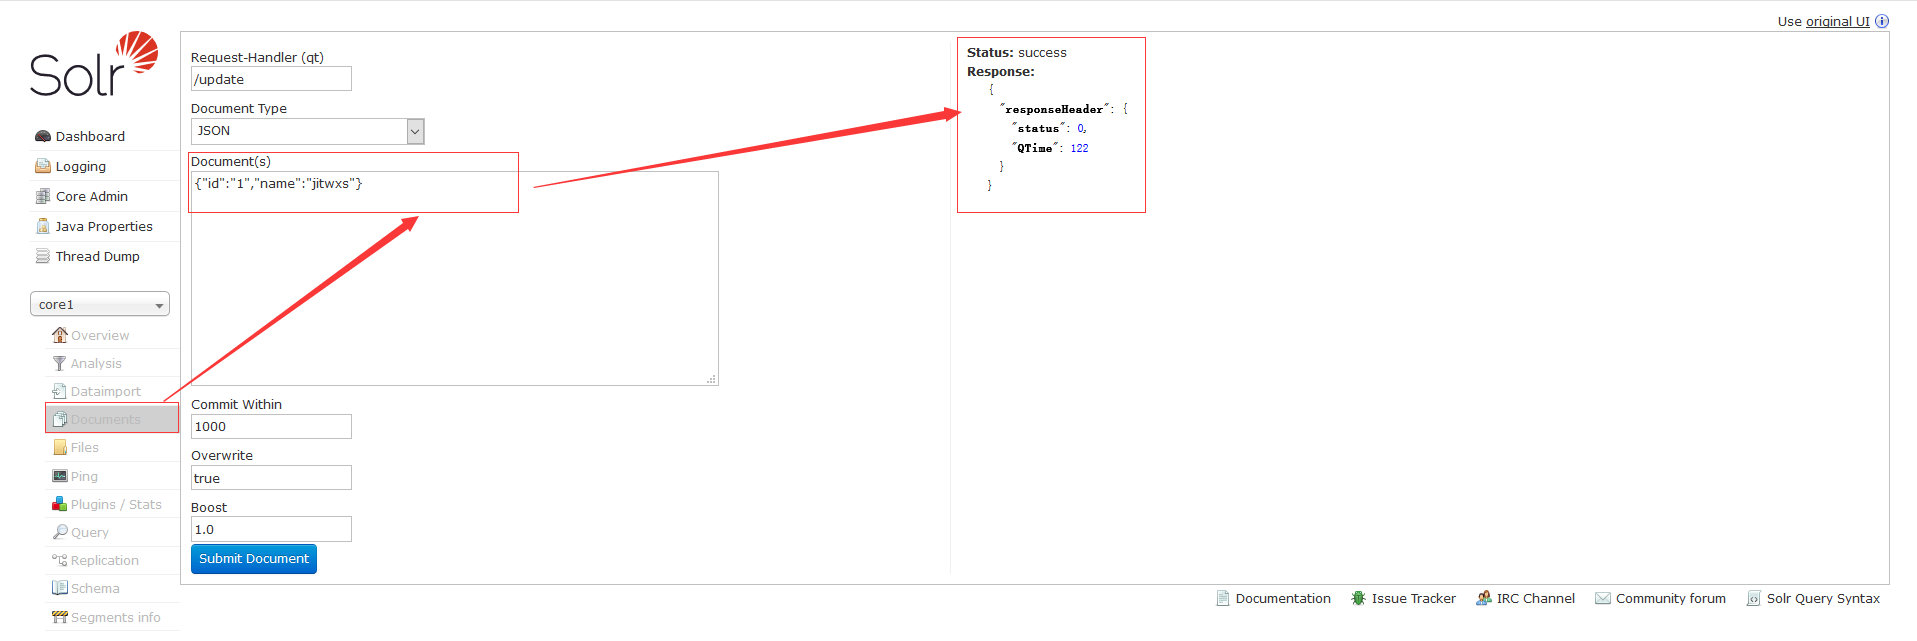 Use original UI
Solr
Dashboard
Logging
Core Admin
Java Properties
Thread Dump
core1
Overview
Analysis
Dataimport
Documents
Files
Ping
Plugins / Stats
Query
Replication
Schema
Segments info
Request-Handler (qt)
/update
Document Type
JSON
Document(s)
{"id":"1","name":"jitwxs"}
Commit Within
1000
Overwrite
true
Boost
1.0
Submit Document
Status: success
Response:
{
"responseHeader": {
"status": 0,
"QTime": 122
}
}
Documentation
Issue Tracker
IRC Channel
Community forum
Solr Query Syntax